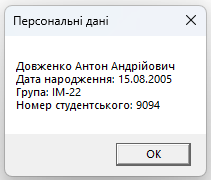 Персональні дані
Довженко Антон Андрійович
Дата народження: 15.08.2005
Група: ІМ-22
Номер студентського: 9094
OK